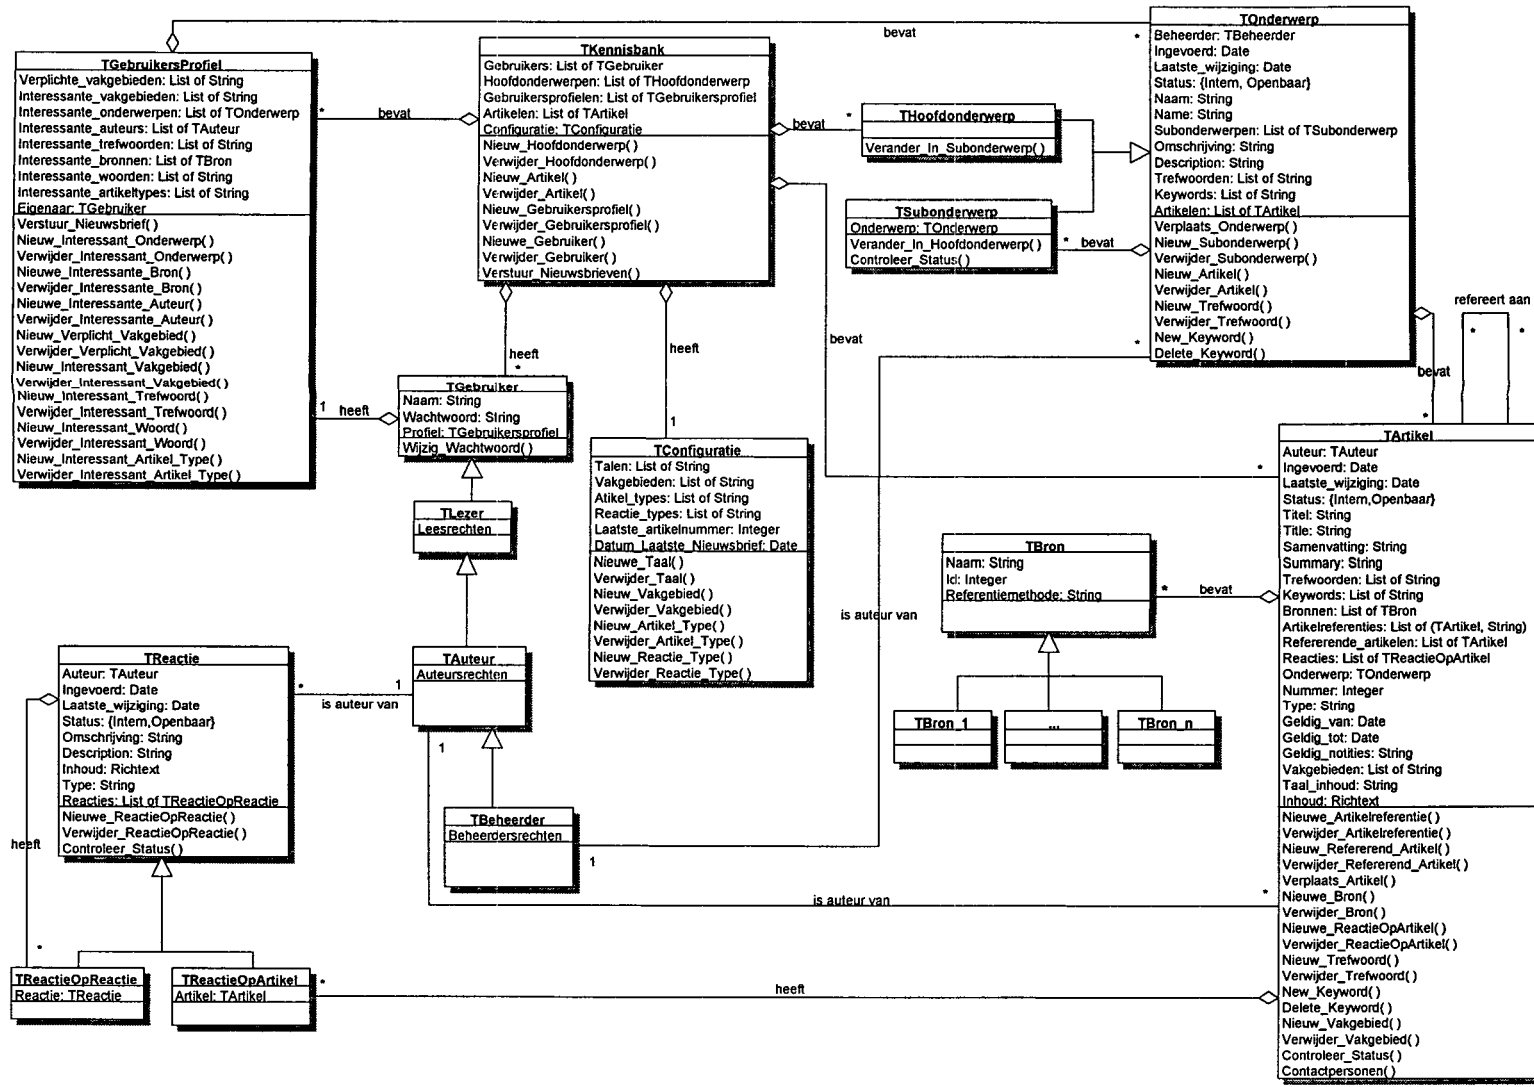 TGebruikersProfiel
Verplichte_vakgebieden: List of String
Interessante_vakgebieden: List of String
Interessante_onderwerpen: List of TOnderwerp
Interessante_auteurs: List of TAuteur
Interessante_trefwoorden: List of String
Interessante_bronnen: List of TBron
Interessante_woorden: List of String
Interessante_artikeltypes: List of String
Eigenaar: TGebruiker
Verstuur_Nieuwsbrief()
Nieuw_Interessant_Onderwerp()
Verwijder_Interessant_Onderwerp()
Nieuwe_Interessante_Bron()
Verwijder_Interessante_Bron()
Nieuwe_Interessante_Auteur()
Verwijder_Interessante_Auteur()
Nieuw_Verplicht_Vakgebied()
Verwijder_Verplicht_Vakgebied()
Nieuw_Interessant_Vakgebied()
Verwijder_Interessant_Vakgebied()
Nieuw_Interessant_Trefwoord()
Verwijder_Interessant_Trefwoord()
Nieuw_Interessant_Woord()
Verwijder_Interessant_Woord()
Nieuw_Interessant_Artikel_Type()
Verwijder_Interessant_Artikel_Type()
bevat
*
* bevat
TKennisbank
Gebruikers: List of TGebruiker
Hoofdonderwerpen: List of THoofdonderwerp
Gebruikersprofielen: List of TGebruikersprofiel
Artikelen: List of TArtikel
Configuratie: TConfiguratie
Nieuw_Hoofdonderwerp()
Verwijder_Hoofdonderwerp()
Nieuw_Artikel()
Verwijder_Artikel()
Nieuw_Gebruikersprofiel()
Verwijder_Gebruikersprofiel()
Nieuwe_Gebruiker()
Verwijder_Gebruiker()
Verstuur_Nieuwsbrieven()
bevat *
THoofdonderwerp
Verander_In_Subonderwerp()
TSubonderwerp
Onderwerp: TOnderwerp
Verander_In_Hoofdonderwerp()
Controleer_Status()
* bevat
TOnderwerp
Beheerder: TBeheerder
Ingevoerd: Date
Laatste_wijziging: Date
Status: {Intern, Openbaar}
Naam: String
Name: String
Subonderwerpen: List of TSubonderwerp
Omschrijving: String
Description: String
Trefwoorden: List of String
Keywords: List of String
Artikelen: List of TArtikel
Verplaats_Onderwerp()
Nieuw_Subonderwerp()
Verwijder_Subonderwerp()
Nieuw_Artikel()
Verwijder_Artikel()
Nieuw_Trefwoord()
Verwijder_Trefwoord()
New_Keyword()
Delete_Keyword()
refereert aan
* *
bevat
*
heeft
*
heeft
1
bevat
*
*
1 heeft
TGebruiker
Naam: String
Wachtwoord: String
Profiel: TGebruikersprofiel
Wijzig_Wachtwoord()
TConfiguratie
Talen: List of String
Vakgebieden: List of String
Atikel_types: List of String
Reactie_types: List of String
Laatste_artikelnummer: Integer
Datum_Laatste_Nieuwsbrief: Date
Nieuwe_Taal()
Verwijder_Taal()
Nieuw_Vakgebied()
Verwijder_Vakgebied()
Nieuw_Artikel_Type()
Verwijder_Artikel_Type()
Nieuw_Reactie_Type()
Verwijder_Reactie_Type()
TLezer
Leesrechten
TBron
Naam: String
Id: Integer
Referentiemethode: String
* bevat
is auteur van
TBron_1
...
TBron_n
TArtikel
Auteur: TAuteur
Ingevoerd: Date
Laatste_wijziging: Date
Status: {Intern,Openbaar}
Titel: String
Title: String
Samenvatting: String
Summary: String
Trefwoorden: List of String
Keywords: List of String
Bronnen: List of TBron
Artikelreferenties: List of (TArtikel, String)
Refererende_artikelen: List of TArtikel
Reacties: List of TReactieOpArtikel
Onderwerp: TOnderwerp
Nummer: Integer
Type: String
Geldig_van: Date
Geldig_tot: Date
Geldig_notities: String
Vakgebieden: List of String
Taal_inhoud: String
Inhoud: Richtext
Nieuwe_Artikelreferentie()
Verwijder_Artikelreferentie()
Nieuw_Refererend_Artikel()
Verwijder_Refererend_Artikel()
Verplaats_Artikel()
Nieuwe_Bron()
Verwijder_Bron()
Nieuwe_ReactieOpArtikel()
Verwijder_ReactieOpArtikel()
Nieuw_Trefwoord()
Verwijder_Trefwoord()
New_Keyword()
Delete_Keyword()
Nieuw_Vakgebied()
Verwijder_Vakgebied()
Controleer_Status()
Contactpersonen()
TReactie
Auteur: TAuteur
Ingevoerd: Date
Laatste_wijziging: Date
Status: {Intern,Openbaar}
Omschrijving: String
Description: String
Inhoud: Richtext
Type: String
Reacties: List of TReactieOpReactie
Nieuwe_ReactieOpReactie()
Verwijder_ReactieOpReactie()
Controleer_Status()
* 1
is auteur van
TAuteur
Auteursrechten
1
TBeheerder
Beheerdersrechten
1
is auteur van
*
heeft
*
TReactieOpReactie
Reactie: TReactie
TReactieOpArtikel
Artikel: TArtikel
*
heeft